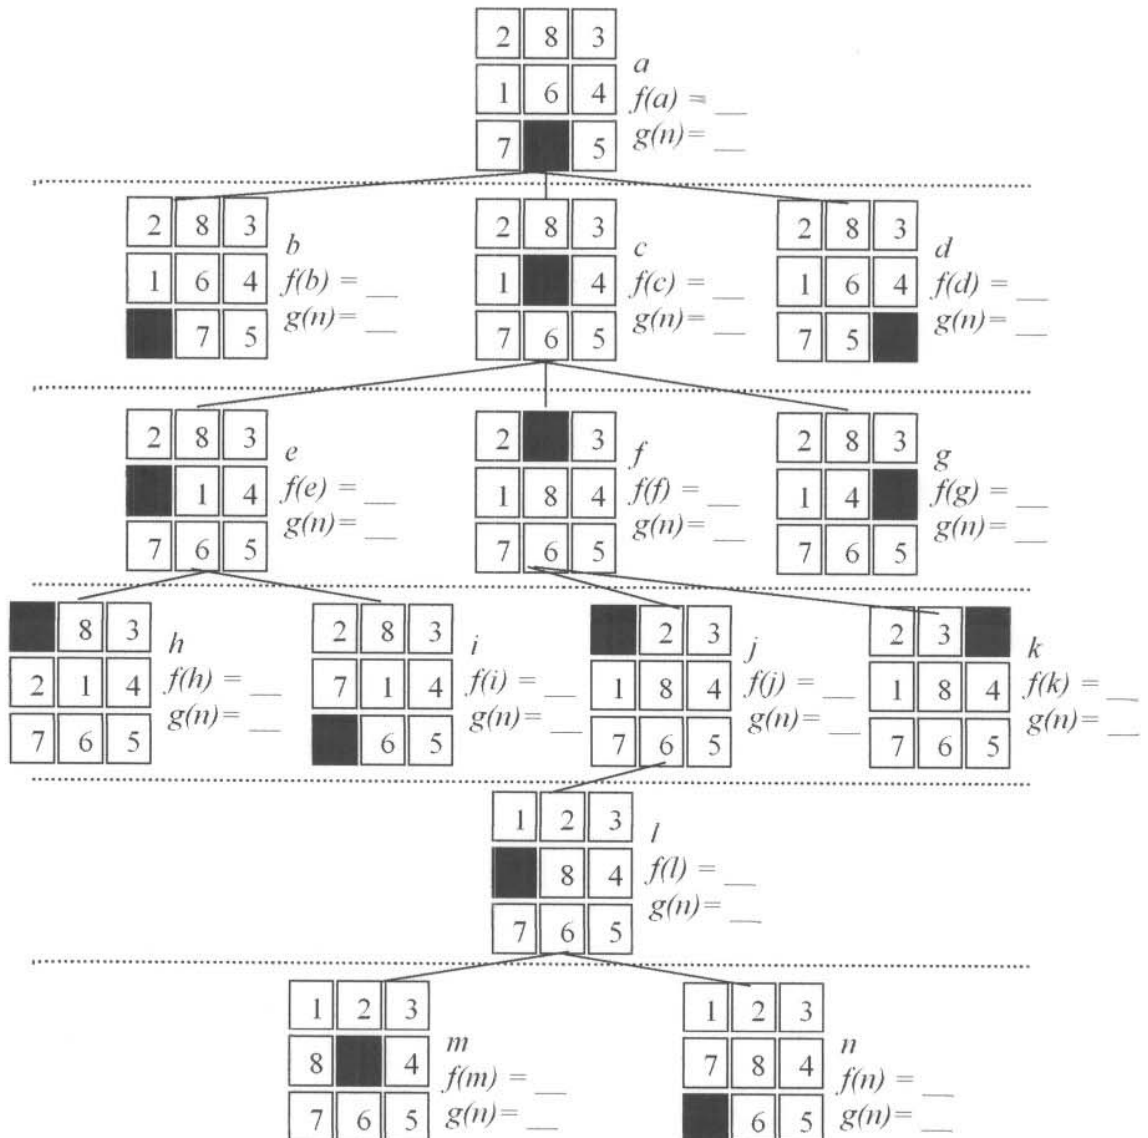 2 8 3
1 6 4
7 5
a
f(a) = __
g(n)= __
2 8 3
1 6 4
7 5
b
f(b) = __
g(n)= __
2 8 3
1 4
7 6 5
c
f(c) = __
g(n)= __
2 8 3
1 6 4
7 5
d
f(d) = __
g(n)= __
2 8 3
1 4
7 6 5
e
f(e) = __
g(n)= __
2 3
1 8 4
7 6 5
f
f(f) = __
g(n)= __
2 8 3
1 4
7 6 5
g
f(g) = __
g(n)= __
8 3
2 1 4
7 6 5
h
f(h) = __
g(n)= __
2 8 3
7 1 4
6 5
i
f(i) = __
g(n)= __
2 3
1 8 4
7 6 5
j
f(j) = __
g(n)= __
2 3
1 8 4
7 6 5
k
f(k) = __
g(n)= __
1 2 3
8 4
7 6 5
l
f(l) = __
g(n)= __
1 2 3
8 4
7 6 5
m
f(m) = __
g(n)= __
1 2 3
7 8 4
6 5
n
f(n) = __
g(n)= __